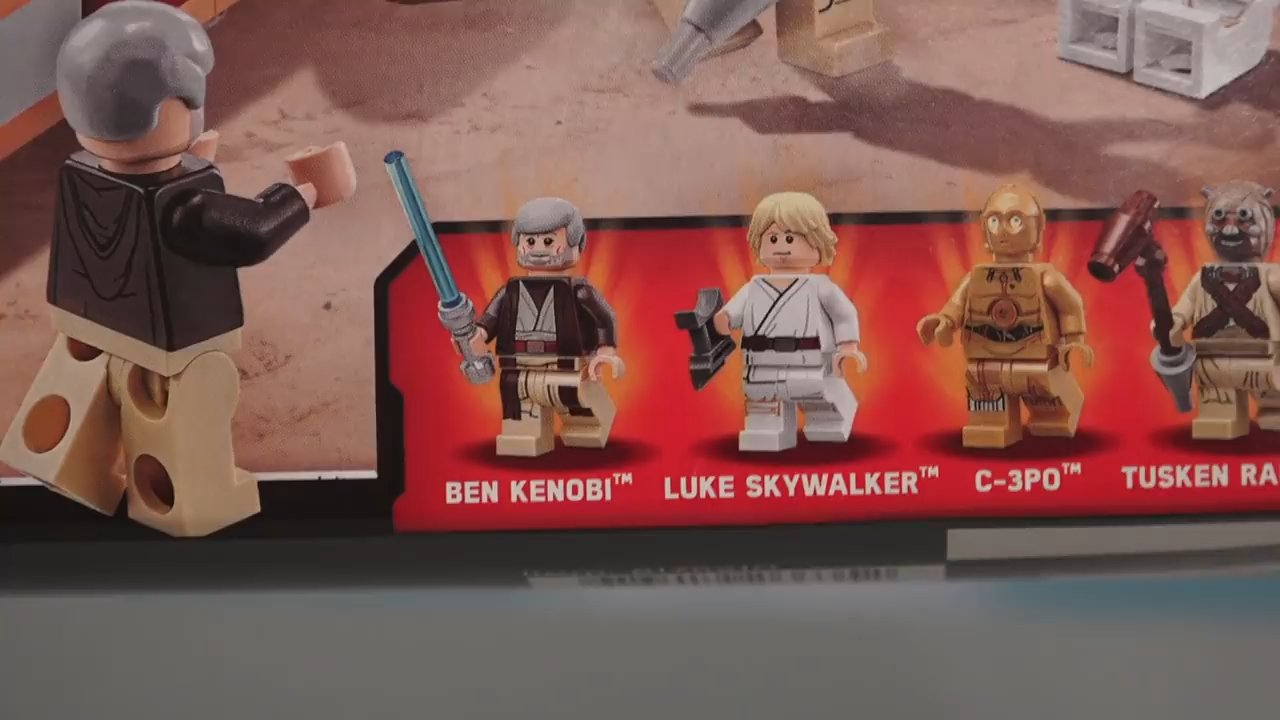 BEN KENOBI™ LUKE SKYWALKER™ C-3PO™ TUSKEN RA